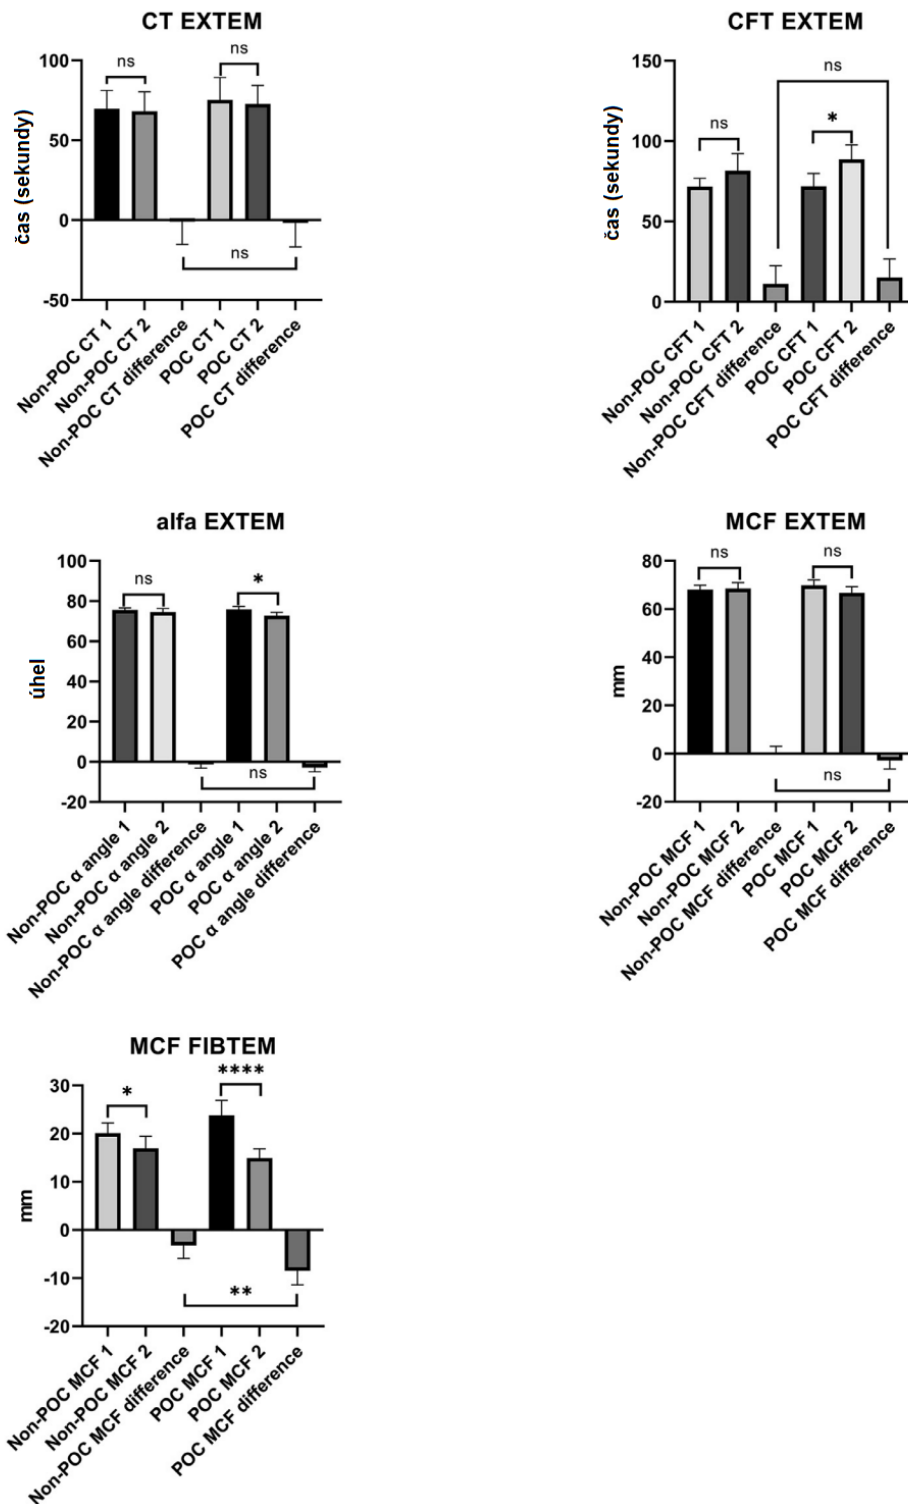 CT EXTEM
čas (sekundy)
100
50
0
-50
ns
ns
ns
Non-POC CT 1
Non-POC CT 2
Non-POC CT difference
POC CT 1
POC CT 2
POC CT difference
CFT EXTEM
čas (sekundy)
150
100
50
0
ns
*
ns
Non-POC CFT 1
Non-POC CFT 2
Non-POC CFT difference
POC CFT 1
POC CFT 2
POC CFT difference
alfa EXTEM
úhel
100
80
60
40
20
0
-20
ns
*
ns
Non-POC α angle 1
Non-POC α angle 2
Non-POC α angle difference
POC α angle 1
POC α angle 2
POC α angle difference
MCF EXTEM
mm
80
60
40
20
0
-20
ns
ns
ns
Non-POC MCF 1
Non-POC MCF 2
Non-POC MCF difference
POC MCF 1
POC MCF 2
POC MCF difference
MCF FIBTEM
mm
30
20
10
0
-10
-20
*
****
**
Non-POC MCF 1
Non-POC MCF 2
Non-POC MCF difference
POC MCF 1
POC MCF 2
POC MCF difference